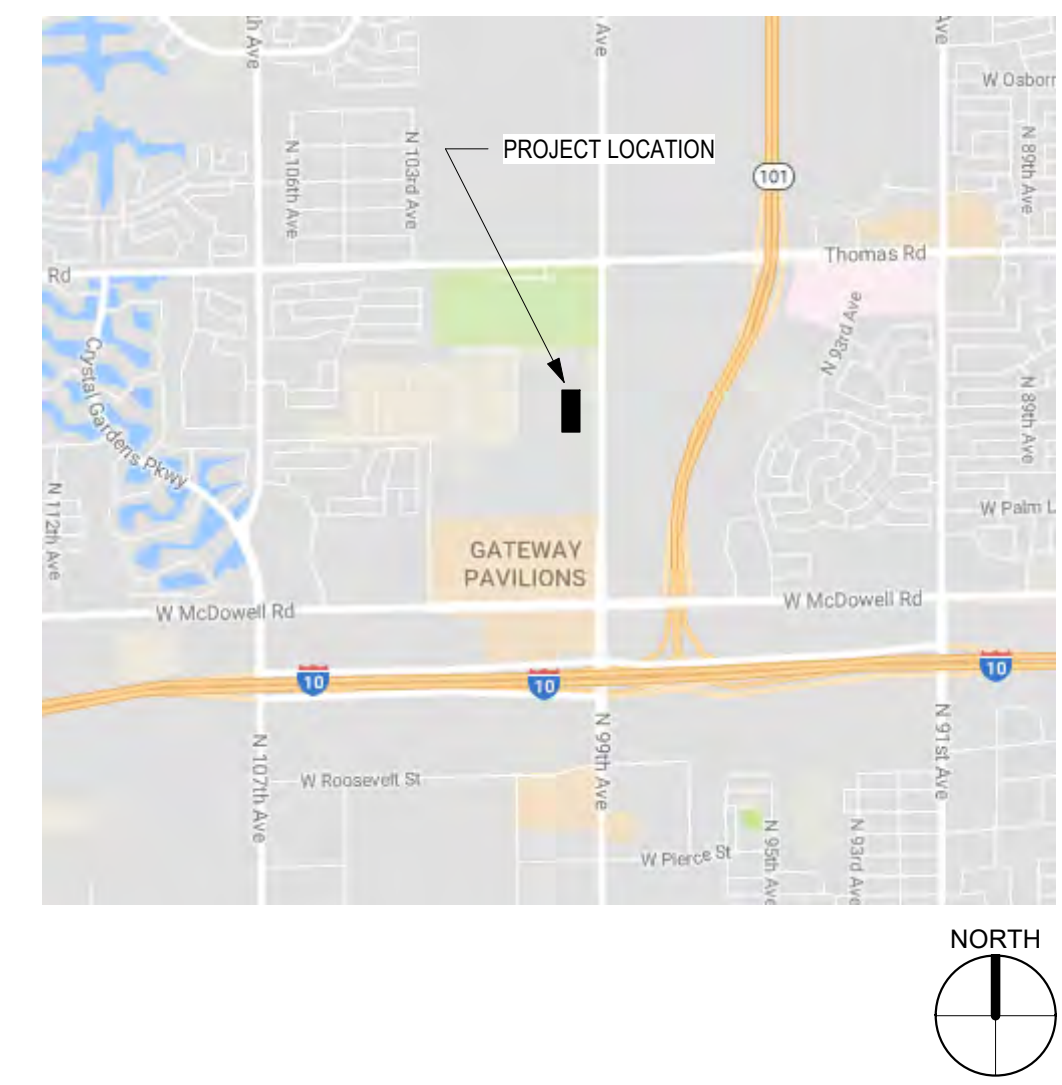 h Ave
Ave
Ave
W Osborn
N 106th Ave
N 103rd Ave
PROJECT LOCATION
101
N 89th Ave
Rd
Thomas Rd
N 93rd Ave
Crystal Gardens Pkwy
N 89th Ave
N 112th Ave
W Palm L
GATEWAY
PAVILIONS
W McDowell Rd
W McDowell Rd
10
10
10
N 107th Ave
N 99th Ave
N 91st Ave
W Roosevelt St
W Pierce St
N 95th Ave
N 93rd Ave
NORTH